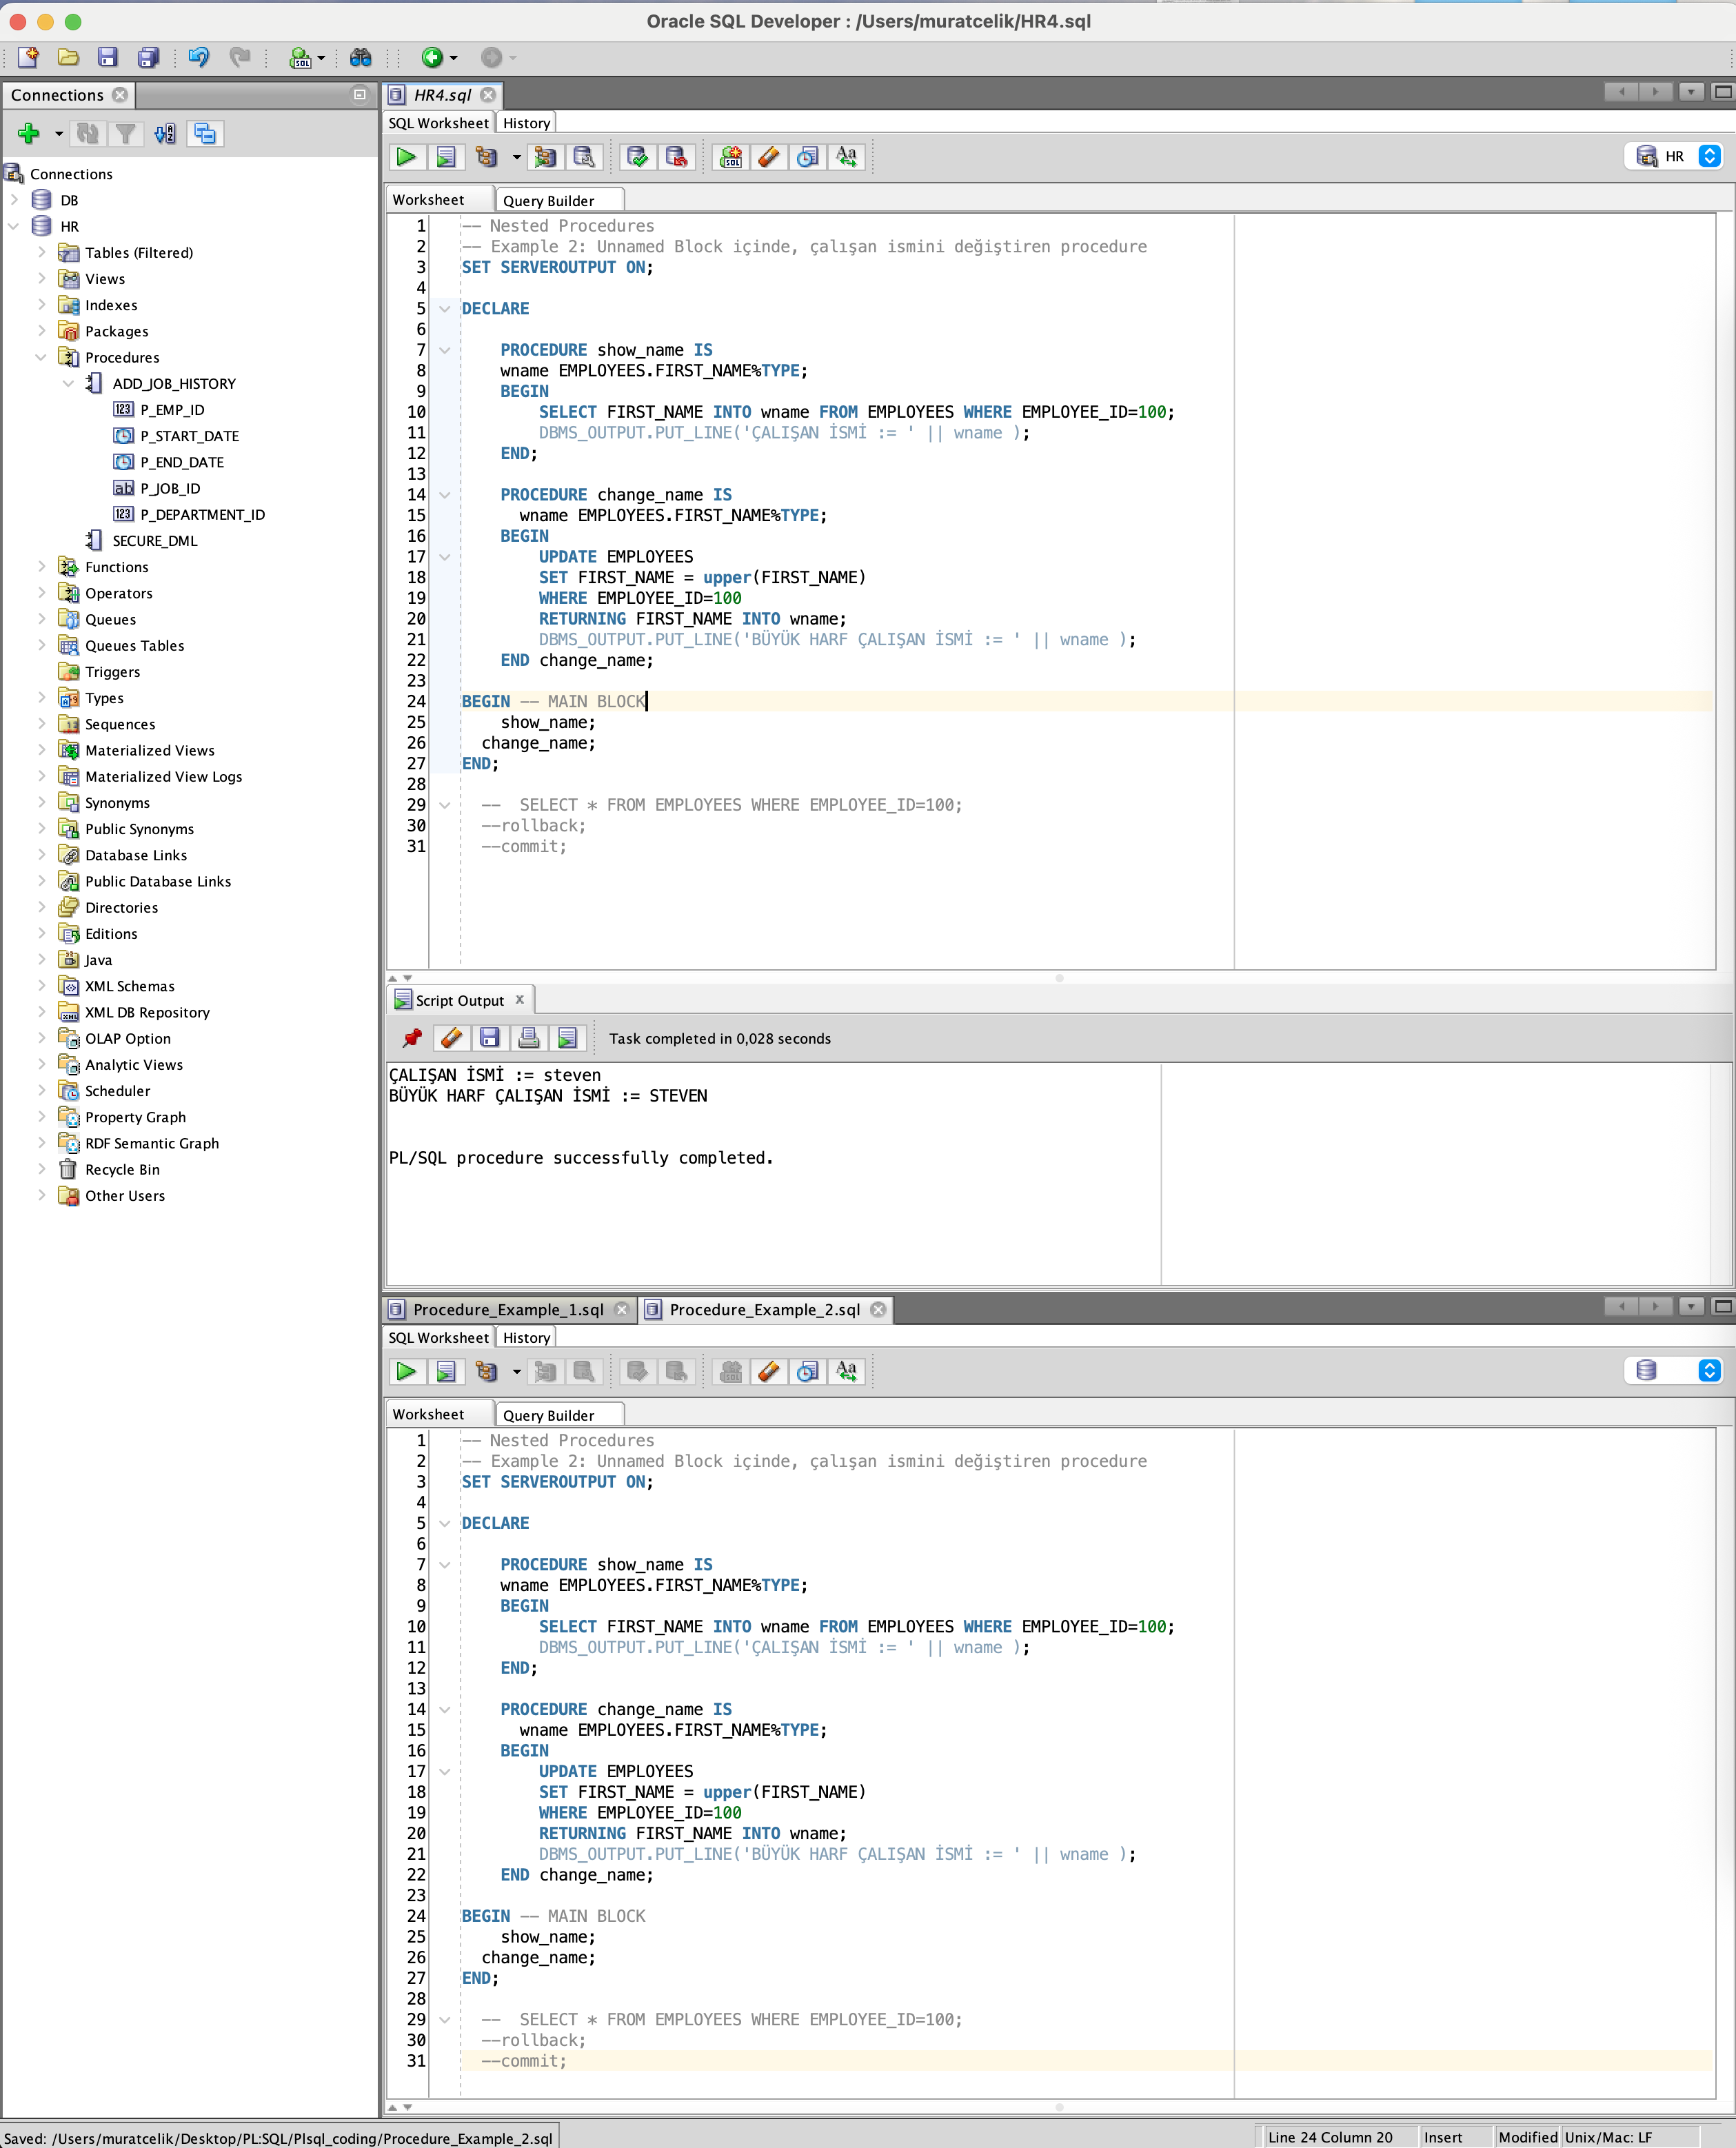 Oracle SQL Developer : /Users/muratcelik/HR4.sql
Connections
Connections
DB
HR
Tables (Filtered)
Views
Indexes
Packages
Procedures
ADD_JOB_HISTORY
P_EMP_ID
P_START_DATE
P_END_DATE
P_JOB_ID
P_DEPARTMENT_ID
SECURE_DML
Functions
Operators
Queues
Queues Tables
Triggers
Types
Sequences
Materialized Views
Materialized View Logs
Synonyms
Public Synonyms
Database Links
Public Database Links
Directories
Editions
Java
XML Schemas
XML DB Repository
OLAP Option
Analytic Views
Scheduler
Property Graph
RDF Semantic Graph
Recycle Bin
Other Users
HR4.sql
SQL Worksheet History
HR
Worksheet Query Builder
1 -- Nested Procedures
2 -- Example 2: Unnamed Block içinde, çalışan ismini değiştiren procedure
3 SET SERVEROUTPUT ON;
4
5 DECLARE
6
7 PROCEDURE show_name IS
8 wname EMPLOYEES.FIRST_NAME%TYPE;
9 BEGIN
10 SELECT FIRST_NAME INTO wname FROM EMPLOYEES WHERE EMPLOYEE_ID=100;
11 DBMS_OUTPUT.PUT_LINE('ÇALIŞAN İSMİ := ' || wname );
12 END;
13
14 PROCEDURE change_name IS
15 wname EMPLOYEES.FIRST_NAME%TYPE;
16 BEGIN
17 UPDATE EMPLOYEES
18 SET FIRST_NAME = upper(FIRST_NAME)
19 WHERE EMPLOYEE_ID=100
20 RETURNING FIRST_NAME INTO wname;
21 DBMS_OUTPUT.PUT_LINE('BÜYÜK HARF ÇALIŞAN İSMİ := ' || wname );
22 END change_name;
23
24 BEGIN -- MAIN BLOCK
25 show_name;
26 change_name;
27 END;
28
29 -- SELECT * FROM EMPLOYEES WHERE EMPLOYEE_ID=100;
30 --rollback;
31 --commit;
Script Output x
Task completed in 0,028 seconds
ÇALIŞAN İSMİ := steven
BÜYÜK HARF ÇALIŞAN İSMİ := STEVEN
PL/SQL procedure successfully completed.
Procedure_Example_1.sql Procedure_Example_2.sql
SQL Worksheet History
Worksheet Query Builder
1 -- Nested Procedures
2 -- Example 2: Unnamed Block içinde, çalışan ismini değiştiren procedure
3 SET SERVEROUTPUT ON;
4
5 DECLARE
6
7 PROCEDURE show_name IS
8 wname EMPLOYEES.FIRST_NAME%TYPE;
9 BEGIN
10 SELECT FIRST_NAME INTO wname FROM EMPLOYEES WHERE EMPLOYEE_ID=100;
11 DBMS_OUTPUT.PUT_LINE('ÇALIŞAN İSMİ := ' || wname );
12 END;
13
14 PROCEDURE change_name IS
15 wname EMPLOYEES.FIRST_NAME%TYPE;
16 BEGIN
17 UPDATE EMPLOYEES
18 SET FIRST_NAME = upper(FIRST_NAME)
19 WHERE EMPLOYEE_ID=100
20 RETURNING FIRST_NAME INTO wname;
21 DBMS_OUTPUT.PUT_LINE('BÜYÜK HARF ÇALIŞAN İSMİ := ' || wname );
22 END change_name;
23
24 BEGIN -- MAIN BLOCK
25 show_name;
26 change_name;
27 END;
28
29 -- SELECT * FROM EMPLOYEES WHERE EMPLOYEE_ID=100;
30 --rollback;
31 --commit;
Saved: /Users/muratcelik/Desktop/PL:SQL/Plsql_coding/Procedure_Example_2.sql
Line 24 Column 20 Insert Modified Unix/Mac: LF